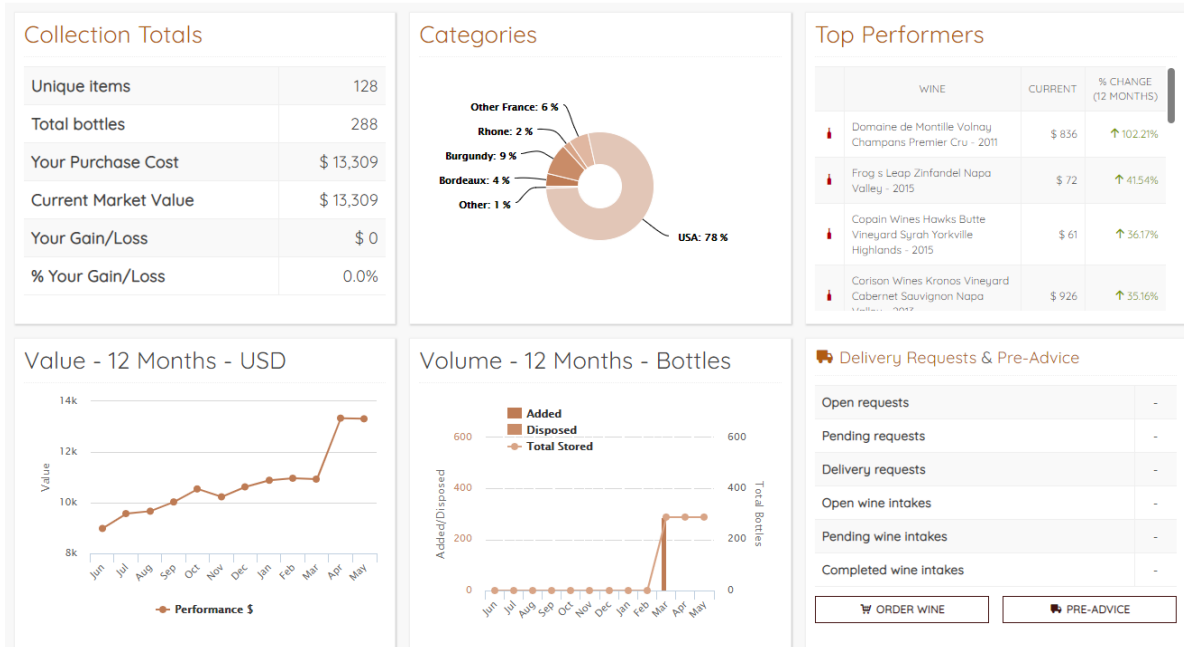 Collection Totals
Unique items 128
Total bottles 288
Your Purchase Cost $ 13,309
Current Market Value $ 13,309
Your Gain/Loss $ 0
% Your Gain/Loss 0.0%
Categories
Other France: 6 %
Rhone: 2 %
Burgundy: 9 %
Bordeaux: 4 %
Other: 1 %
USA: 78 %
Top Performers
WINE CURRENT % CHANGE
(12 MONTHS)
Domaine de Montille Volnay
Champans Premier Cru - 2011
$ 836 ↑ 102.21%
Frog s Leap Zinfandel Napa
Valley - 2015
$ 72 ↑ 41.54%
Copain Wines Hawks Butte
Vineyard Syrah Yorkville
Highlands - 2015
$ 61 ↑ 36.17%
Corison Wines Kronos Vineyard
Cabernet Sauvignon Napa
Valley - 2013
$ 926 ↑ 35.16%
Value - 12 Months - USD
14k
12k
10k
8k
Value
Jun Jul Aug Sep Oct Nov Dec Jan Feb Mar Apr May
Performance $
Volume - 12 Months - Bottles
Added
Disposed
Total Stored
600 600
400 400
200 200
0 0
Added/Disposed
Total Bottles
Jun Jul Aug Sep Oct Nov Dec Jan Feb Mar Apr May
Delivery Requests & Pre-Advice
Open requests -
Pending requests -
Delivery requests -
Open wine intakes -
Pending wine intakes -
Completed wine intakes -
ORDER WINE
PRE-ADVICE